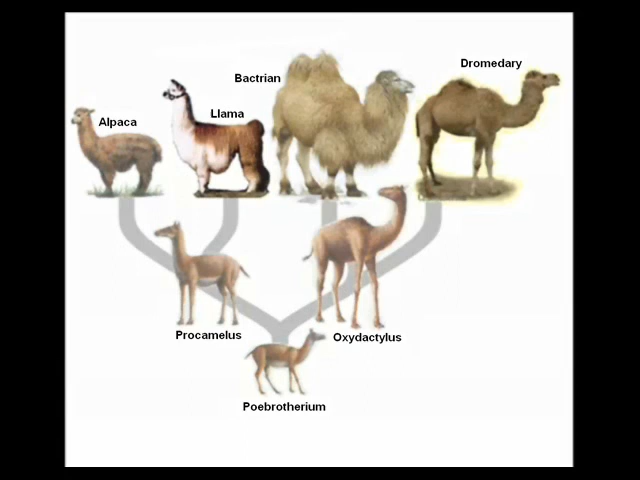 Dromedary
Bactrian
Llama
Alpaca
Procamelus
Oxydactylus
Poebrotherium